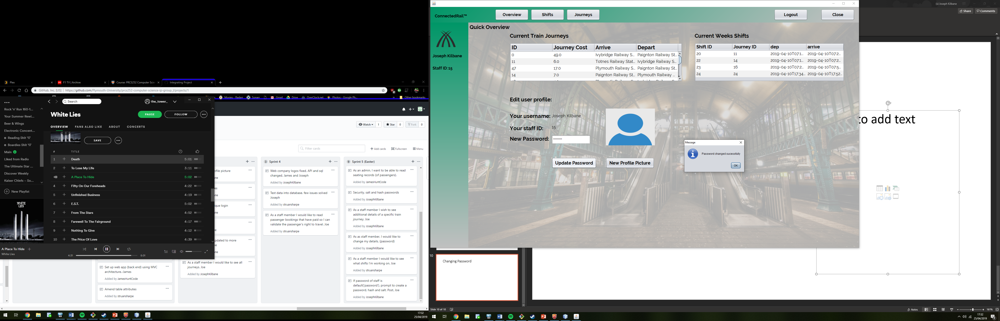 Plex
F1 TV | Archive
Course: PRCS252 Computer Scie
Integrating Project
GitHub, Inc. [US]
https://github.com/Plymouth-University/prcs252-computer-science-ip-group_l/projects/1
Movies - Radarr
Sonarr
Gmail
Drive
OverClock.net
Photos - Google Ph...
»
Other bookmarks
Search
the_tower_
Rock 'n' Run 160-1...
Your Summer Rewi...
Beer & Wings
Electronic Concent...
Reading Shit '17
Boardies Shit '17
Main
Liked from Radio
The Ultimate Star ...
Discover Weekly
Kaiser Chiefs – So...
New Playlist
WHITE
LIES
White Lies
PAUSE
FOLLOW
OVERVIEW FANS ALSO LIKE ABOUT CONCERTS
SAVE
# TITLE
1 Death 5:01
2 To Lose My Life 3:11
A Place To Hide 5:02
4 Fifty On Our Foreheads 4:22
5 Unfinished Business 4:19
6 E.S.T. 5:02
7 From The Stars 4:52
8 Farewell To The Fairground 4:17
9 Nothing To Give 4:12
10 The Price Of Love 4:39
A Place To Hide
White Lies
4:31
5:01
Watch 1
Star 0
Fork 0
Filter cards
Add cards
Fullscreen
Menu
Set up web app (back end) using MVC
architecture.-James
Added by JamesHuntCode
Amend table attributes
Added by struansharpe
ofile picture
ne
es
ne
que login
ne
e
pdated to more
e
ne
As a staff member I would like to see all
journeys. Joe
Added by JosephKilbane
3 Sprint 4
Web company logos fixed. API and sql
changed, James and Joseph
Added by JosephKilbane
Test data into database. few issues solved
Joseph
Added by struansharpe
As a staff member I would like to read
passenger bookings that have paid so I can
validate the passenger's right to travel. Joe
Added by struansharpe
9 Sprint 5 (Easter)
As an admin, I want to be able to read
seating records (of passengers).
Added by JamesHuntCode
Security, salt and hash passwords
Added by JosephKilbane
As a staff member I wish to see
additional details of a specific train
journey. Joe
Added by JosephKilbane
As as staff member, I would like to
change my details. (password)
Added by JosephKilbane
As a staff member I would like to see
what shifts I'm working on. Joe
Added by struansharpe
If password of staff is
default('password'), prompt to create a
password, hash and salt. Post. Joe
Added by JosephKilbane
17:32
25/04/2019
ConnectedRail™
Overview
Shifts
Journeys
Logout
Close
Joseph Kilbane
Staff ID:15
Quick Overview
Current Train Journeys
ID Journey Cost Arrive Depart
0 49.0 Ivybridge Railway S... Paignton Railway St...
11 6.0 Totnes Railway Stat... Ivybridge Railway S...
47 17.0 Plymouth Railway S... Paignton Railway St...
14 7.0 Paignton Railway St... Plymouth Railway ...
Current Weeks Shifts
Shift ID Journey ID dep arrive
20 11 2019-04-10T07:1... 2019-04-10T07:2...
22 14 2019-04-10T07:1... 2019-04-10T07:2...
23 16 2019-04-10T07:2... 2019-04-10T07:5...
24 24 2019-04-10T17:34... 2019-04-10T17:52...
Edit user profile:
Your username: Joseph Kilbane
Your staff ID: 15
New Password: ********
Update Password
New Profile Picture
Message
Password changed sucessfully
OK
(s) Joseph Kilbane
Share
Comments
to add text
10
Changing Password
Slide 10 of 10
Notes
161%
17:32
25/04/2019
2